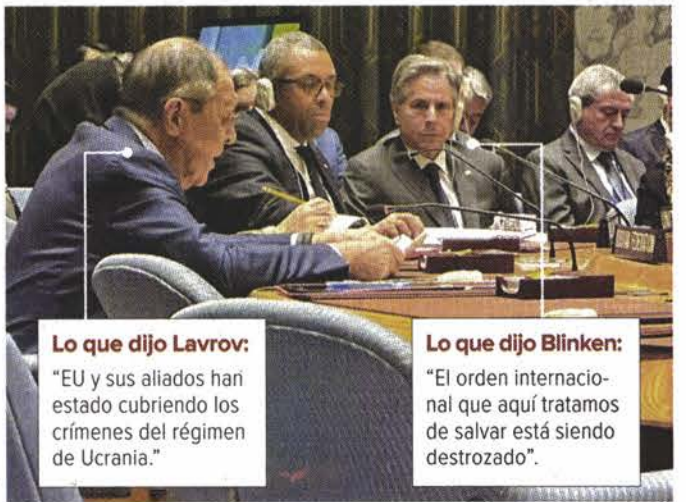 Lo que dijo Lavrov:
“EU y sus aliados han
estado cubriendo los
crímenes del régimen
de Ucrania.”
Lo que dijo Blinken:
“El orden internacio-
nal que aquí tratamos
de salvar está siendo
destrozado”.